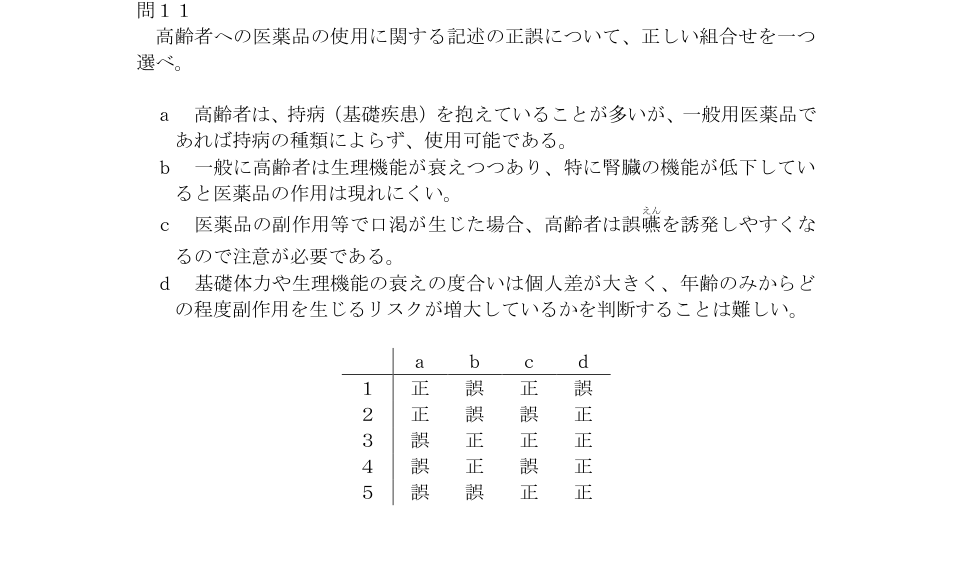 問１１
高齢者への医薬品の使用に関する記述の正誤について、正しい組合せを一つ
選べ。
ａ　高齢者は、持病（基礎疾患）を抱えていることが多いが、一般用医薬品で
あれば持病の種類によらず、使用可能である。
ｂ　一般に高齢者は生理機能が衰えつつあり、特に腎臓の機能が低下してい
ると医薬品の作用は現れにくい。
えん
ｃ　医薬品の副作用等で口渇が生じた場合、高齢者は誤嚥を誘発しやすくな
るので注意が必要である。
ｄ　基礎体力や生理機能の衰えの度合いは個人差が大きく、年齢のみからど
の程度副作用を生じるリスクが増大しているかを判断することは難しい。
ａ ｂ ｃ ｄ
１ 正 誤 正 誤
２ 正 誤 誤 正
３ 誤 正 正 正
４ 誤 正 誤 正
５ 誤 誤 正 正